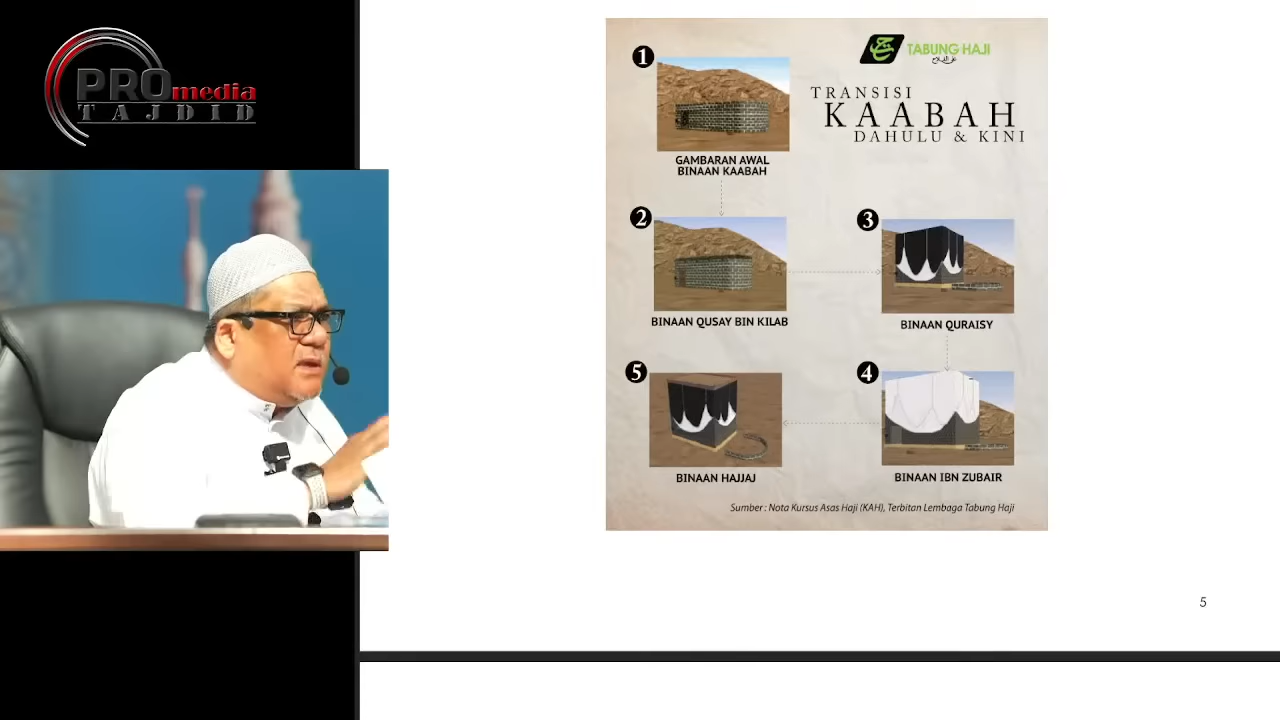 PROmedia
TAJDID
TABUNG HAJI
TRANSISI
KAABAH
DAHULU & KINI
1
GAMBARAN AWAL
BINAAN KAABAH
2
BINAAN QUSAY BIN KILAB
3
BINAAN QURAISY
5
BINAAN HAJJAJ
4
BINAAN IBN ZUBAIR
Sumber : Nota Kursus Asas Haji (KAH), Terbitan Lembaga Tabung Haji
5